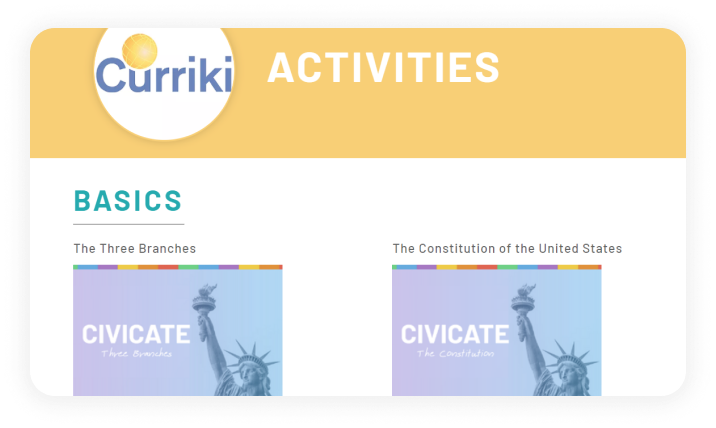 Curriki
ACTIVITIES
BASICS
The Three Branches
The Constitution of the United States
CIVICATE
Three Branches
CIVICATE
The Constitution